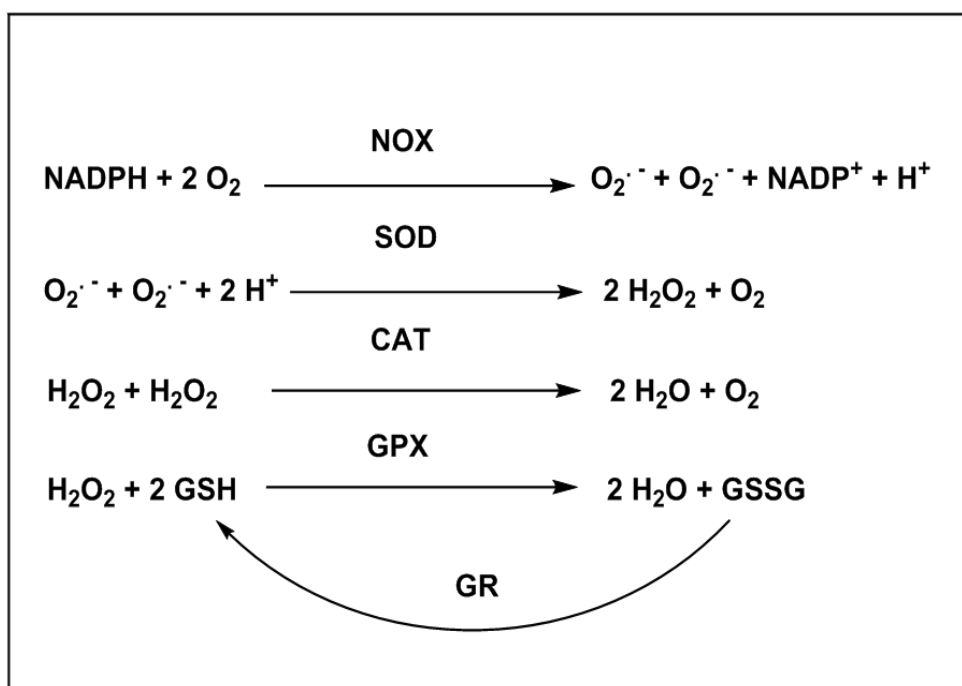 NOX
NADPH + 2 O₂ O₂·⁻ + O₂·⁻ + NADP⁺ + H⁺
SOD
O₂·⁻ + O₂·⁻ + 2 H⁺ 2 H₂O₂ + O₂
CAT
H₂O₂ + H₂O₂ 2 H₂O + O₂
GPX
H₂O₂ + 2 GSH 2 H₂O + GSSG
GR